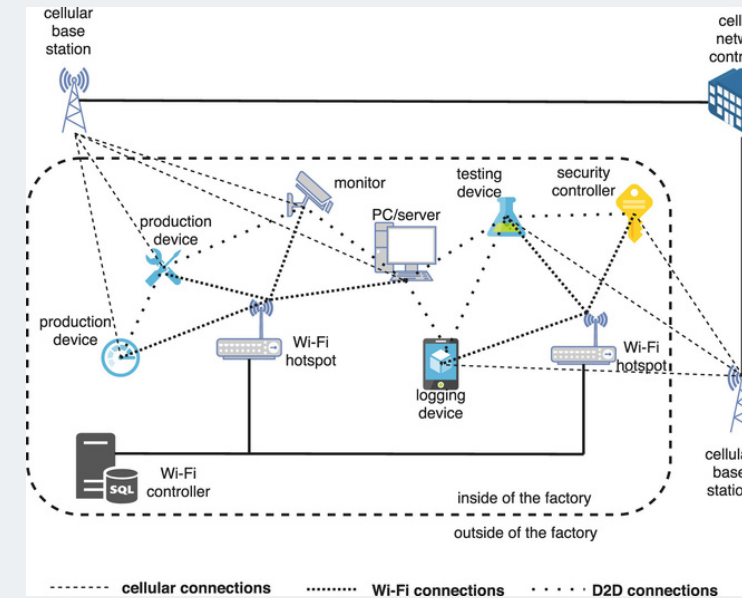 cellular
base
station
monitor
testing
device
security
controller
PC/server
production
device
production
device
Wi-Fi
hotspot
Wi-Fi
hotspot
logging
device
Wi-Fi
controller
SQL
base
inside of the factory
outside of the factory
cellular connections
Wi-Fi connections
D2D connections